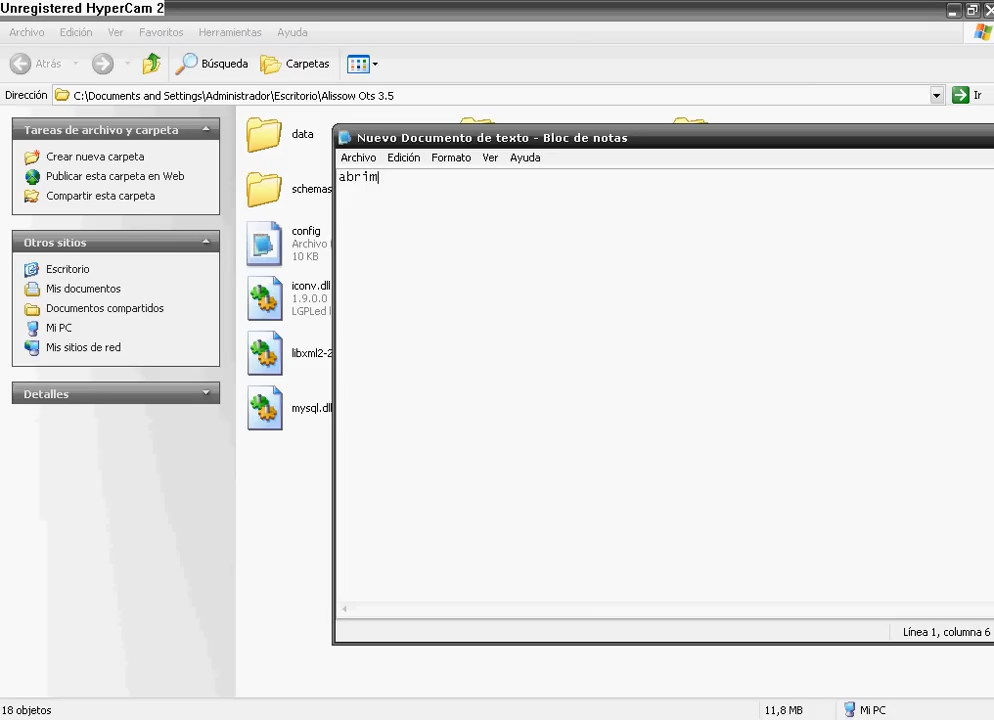 Unregistered HyperCam 2
Archivo Edición Ver Favoritos Herramientas Ayuda
Atrás Búsqueda Carpetas
Dirección C:\Documents and Settings\Administrador\Escritorio\Alissow Ots 3.5 Ir
Tareas de archivo y carpeta
Crear nueva carpeta
Publicar esta carpeta en Web
Compartir esta carpeta
Otros sitios
Escritorio
Mis documentos
Documentos compartidos
Mi PC
Mis sitios de red
Detalles
data
schemas
config
Archivo
10 KB
iconv.dll
1.9.0.0
LGPLed
libxml2-2
mysql.dll
Nuevo Documento de texto - Bloc de notas
Archivo Edición Formato Ver Ayuda
abrim
Línea 1, columna 6
18 objetos 11,8 MB Mi PC